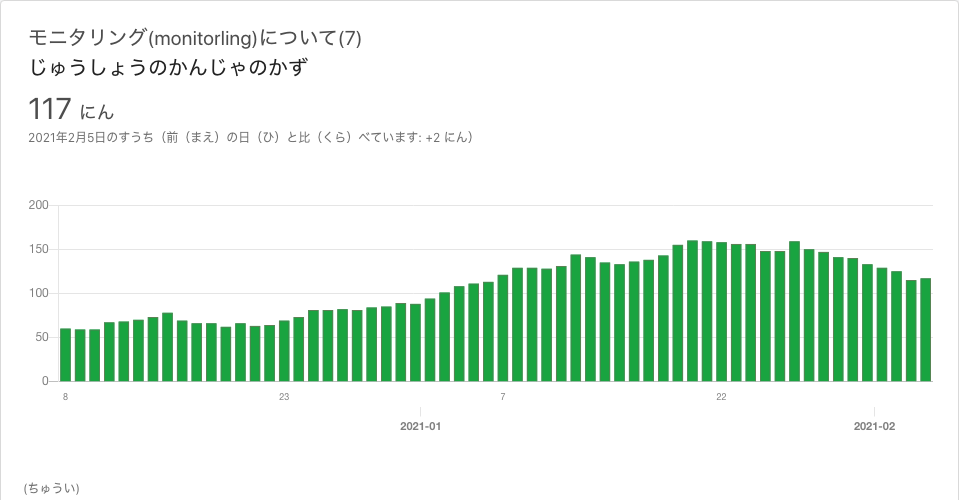 モニタリング(monitorling)について(7)
じゅうしょうのかんじゃのかず
117 にん
2021年2月5日のすうち（前（まえ）の日（ひ）と比（くら）べています: +2 にん）
200
150
100
50
0
8 23 7 22
2021-01 2021-02
(ちゅうい)